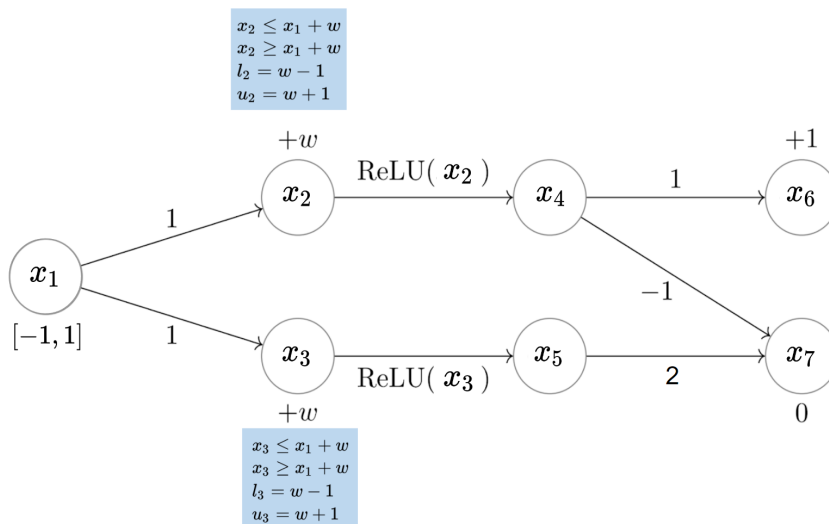 x₂ ≤ x₁ + w
x₂ ≥ x₁ + w
l₂ = w − 1
u₂ = w + 1
+w
+1
ReLU( x₂ )
x₂
x₄
1
x₆
1
x₁
[−1, 1]
−1
1
x₃
x₅
x₇
ReLU( x₃ )
2
+w
0
x₃ ≤ x₁ + w
x₃ ≥ x₁ + w
l₃ = w − 1
u₃ = w + 1